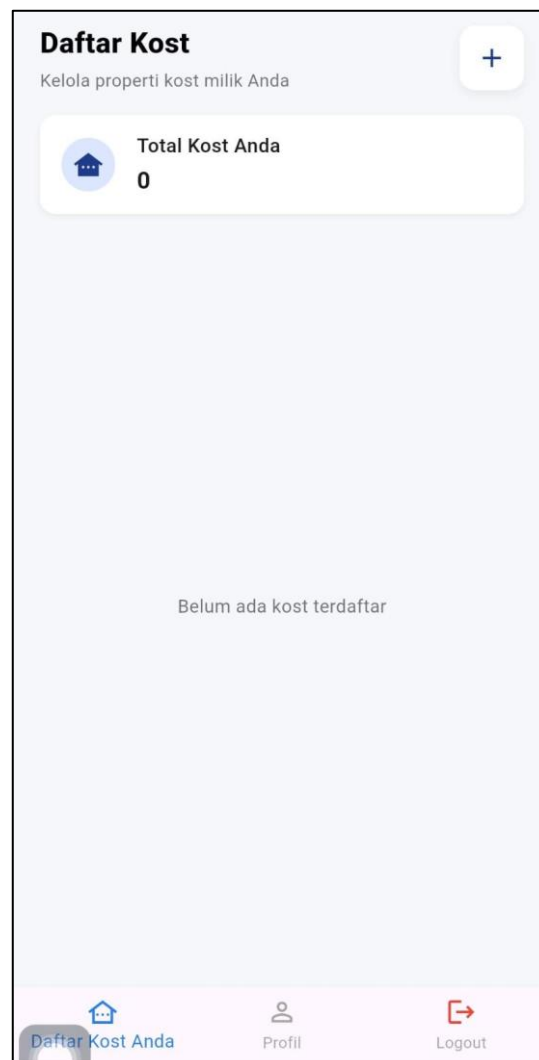 Daftar Kost
Kelola properti kost milik Anda
+
Total Kost Anda
0
Belum ada kost terdaftar
Daftar Kost Anda
Profil
Logout